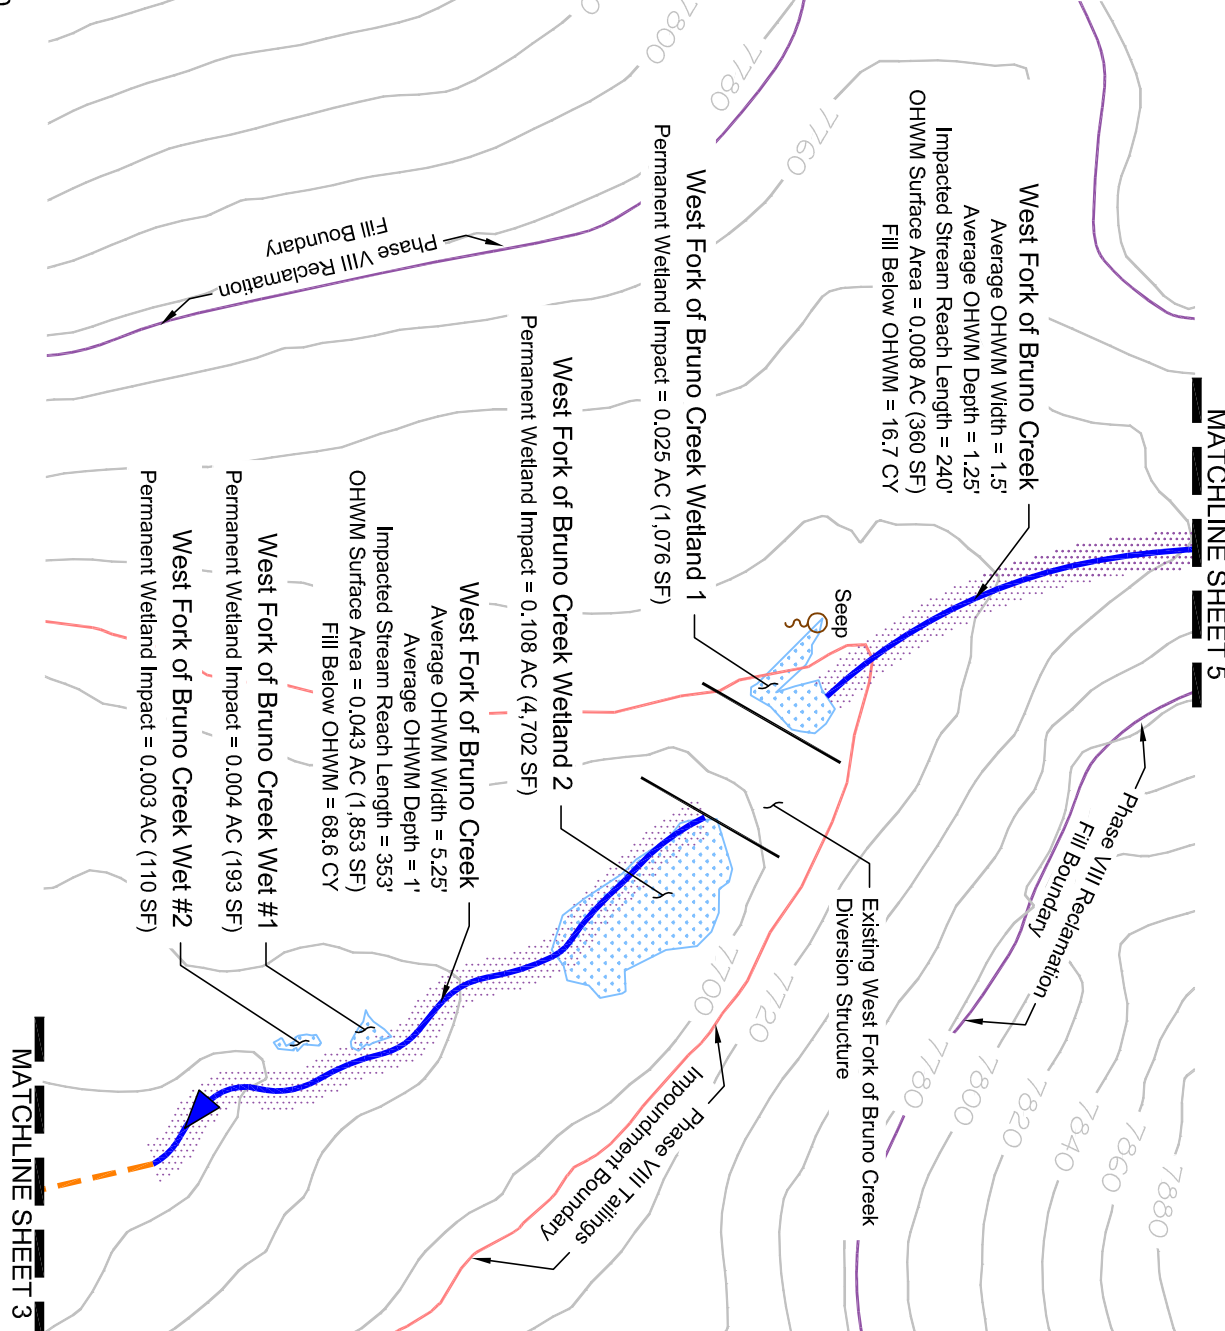 MATCHLINE SHEET 5
West Fork of Bruno Creek
Average OHWM Width = 1.5'
Average OHWM Depth = 1.25'
Impacted Stream Reach Length = 240'
OHWM Surface Area = 0.008 AC (360 SF)
Fill Below OHWM = 16.7 CY
Seep
West Fork of Bruno Creek Wetland 1
Permanent Wetland Impact = 0.025 AC (1,076 SF)
West Fork of Bruno Creek Wetland 2
Permanent Wetland Impact = 0.108 AC (4,702 SF)
West Fork of Bruno Creek
Average OHWM Width = 5.25'
Average OHWM Depth = 1'
Impacted Stream Reach Length = 353'
OHWM Surface Area = 0.043 AC (1,853 SF)
Fill Below OHWM = 68.6 CY
West Fork of Bruno Creek Wet #1
Permanent Wetland Impact = 0.004 AC (193 SF)
West Fork of Bruno Creek Wet #2
Permanent Wetland Impact = 0.003 AC (110 SF)
Phase VIII Reclamation
Fill Boundary
Phase VIII Reclamation
Fill Boundary
Existing West Fork of Bruno Creek
Diversion Structure
Phase VIII Tailings
Impoundment Boundary
7800
7780
7760
7700
7720
7780
7800
7820
7840
7860
7880
MATCHLINE SHEET 3